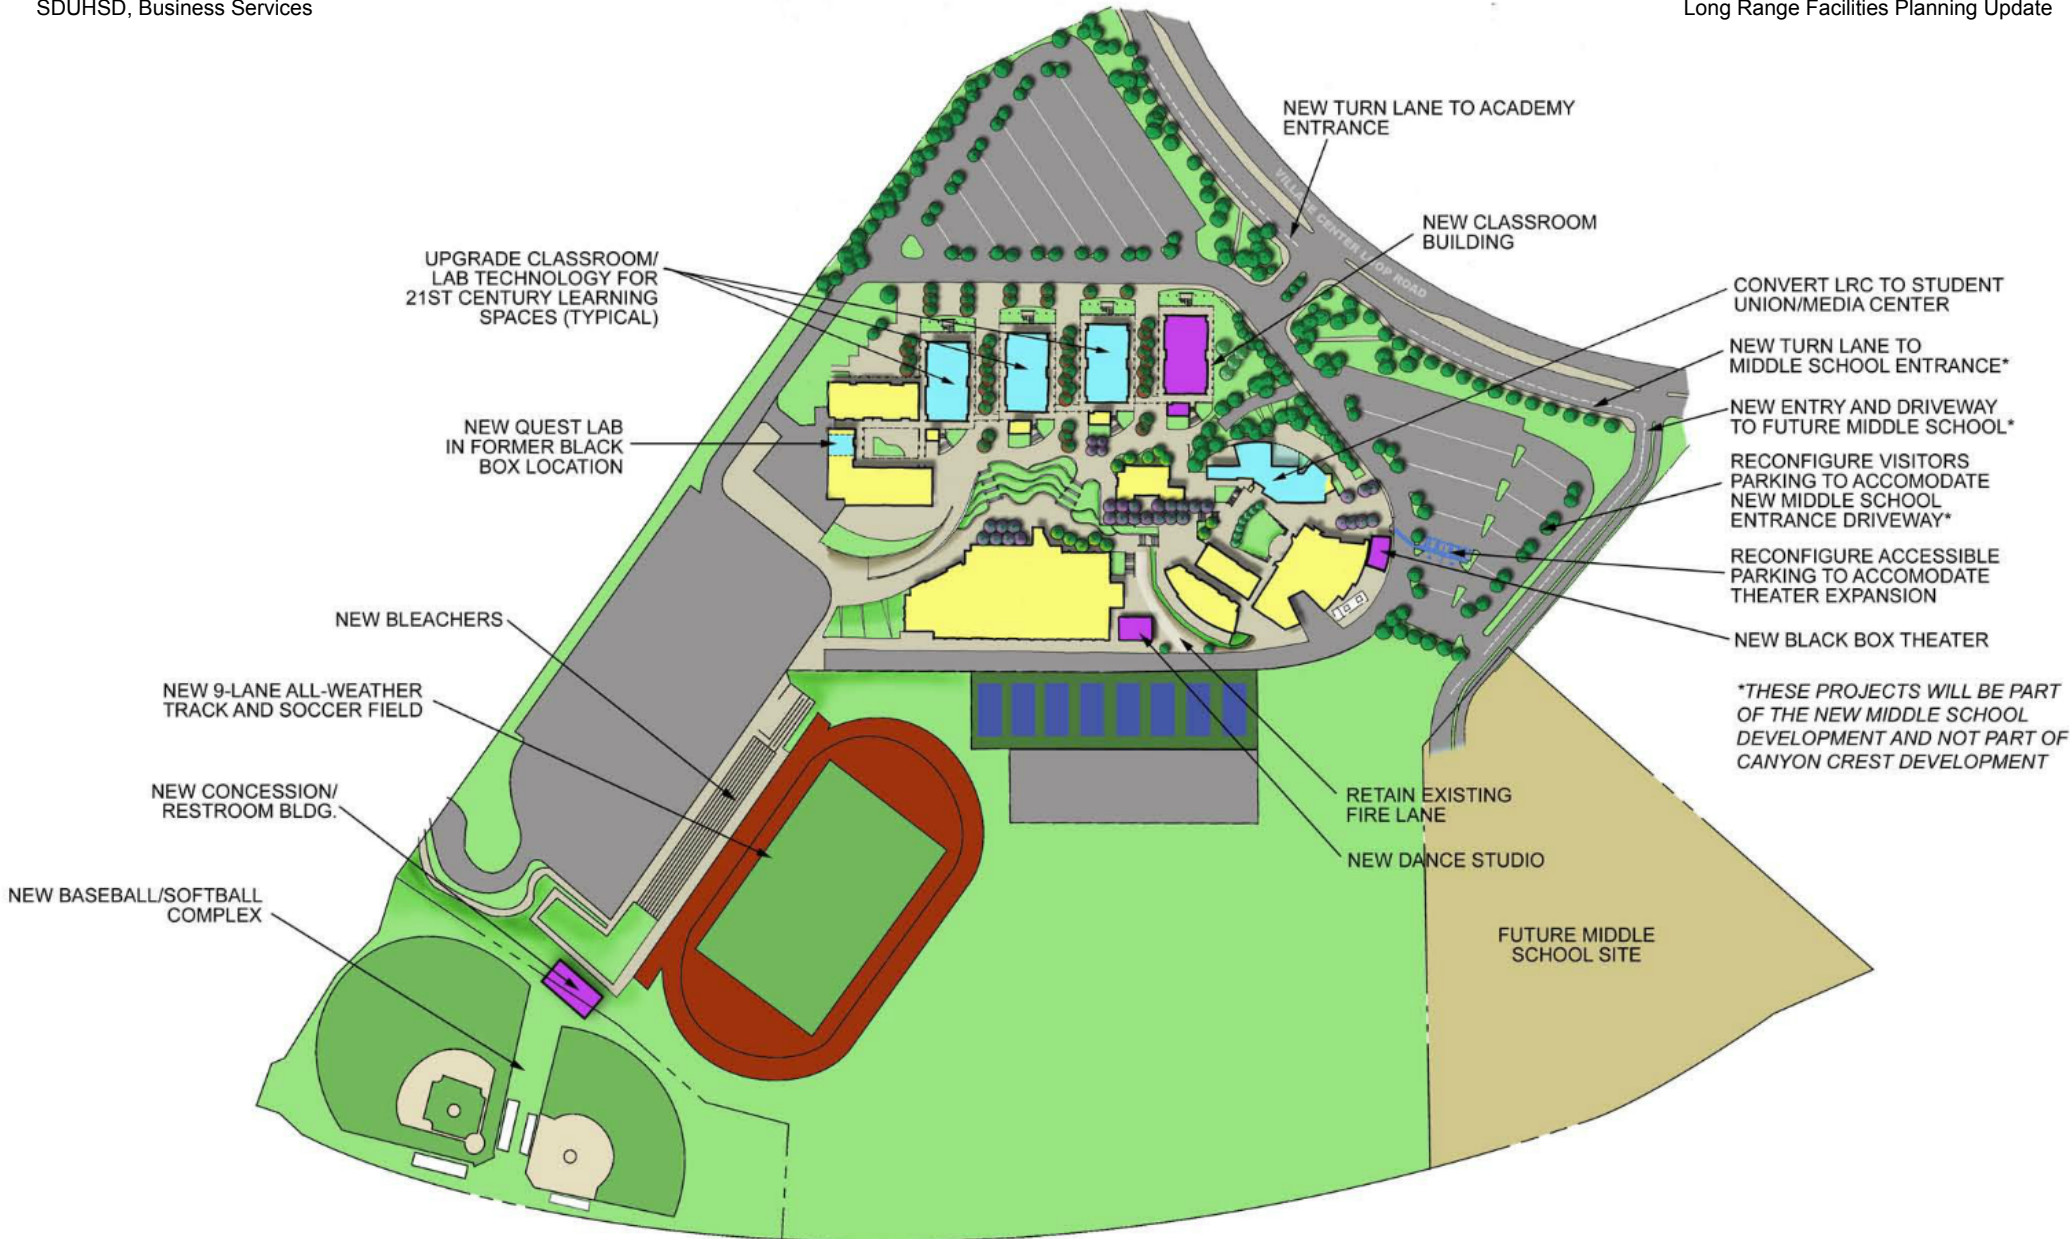 SDUHSD, Business Services
Long Range Facilities Planning Update
NEW TURN LANE TO ACADEMY
ENTRANCE
VILLAGE CENTER LOOP ROAD
NEW CLASSROOM
BUILDING
UPGRADE CLASSROOM/
LAB TECHNOLOGY FOR
21ST CENTURY LEARNING
SPACES (TYPICAL)
CONVERT LRC TO STUDENT
UNION/MEDIA CENTER
NEW TURN LANE TO
MIDDLE SCHOOL ENTRANCE*
NEW ENTRY AND DRIVEWAY
TO FUTURE MIDDLE SCHOOL*
NEW QUEST LAB
IN FORMER BLACK
BOX LOCATION
RECONFIGURE VISITORS
PARKING TO ACCOMODATE
NEW MIDDLE SCHOOL
ENTRANCE DRIVEWAY*
RECONFIGURE ACCESSIBLE
PARKING TO ACCOMODATE
THEATER EXPANSION
NEW BLEACHERS
NEW BLACK BOX THEATER
NEW 9-LANE ALL-WEATHER
TRACK AND SOCCER FIELD
*THESE PROJECTS WILL BE PART
OF THE NEW MIDDLE SCHOOL
DEVELOPMENT AND NOT PART OF
CANYON CREST DEVELOPMENT
NEW CONCESSION/
RESTROOM BLDG.
RETAIN EXISTING
FIRE LANE
NEW DANCE STUDIO
NEW BASEBALL/SOFTBALL
COMPLEX
FUTURE MIDDLE
SCHOOL SITE